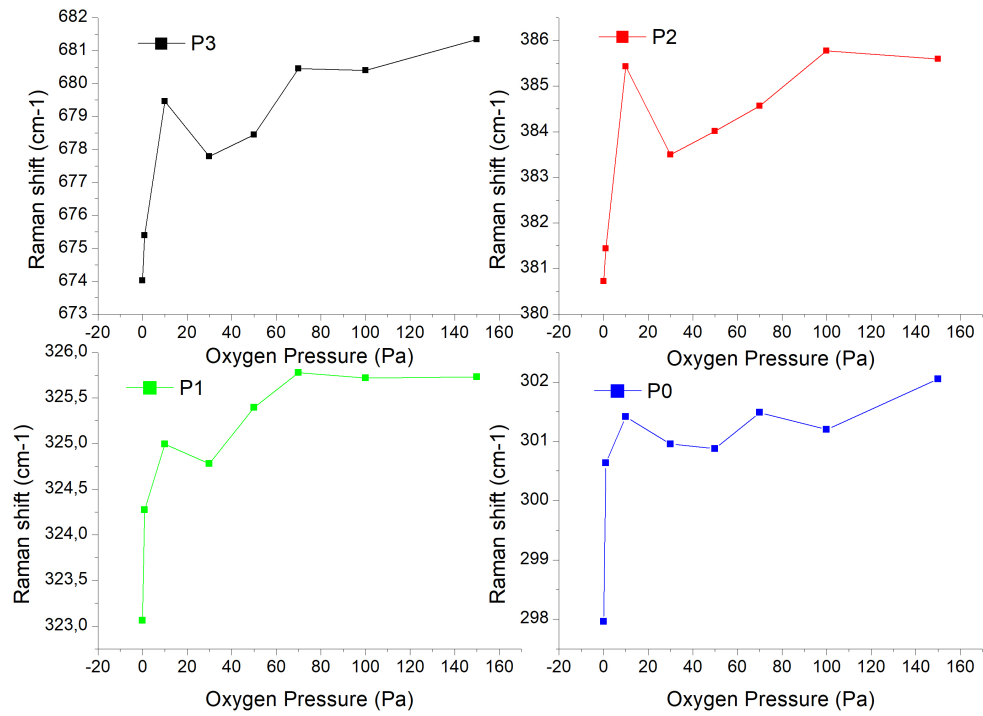 P3
Raman shift (cm-1)
682
681
680
679
678
677
676
675
674
673
-20 0 20 40 60 80 100 120 140 160
Oxygen Pressure (Pa)
P2
Raman shift (cm-1)
386
385
384
383
382
381
380
-20 0 20 40 60 80 100 120 140 160
Oxygen Pressure (Pa)
P1
Raman shift (cm-1)
326,0
325,5
325,0
324,5
324,0
323,5
323,0
-20 0 20 40 60 80 100 120 140 160
Oxygen Pressure (Pa)
P0
Raman shift (cm-1)
302
301
300
299
298
-20 0 20 40 60 80 100 120 140 160
Oxygen Pressure (Pa)